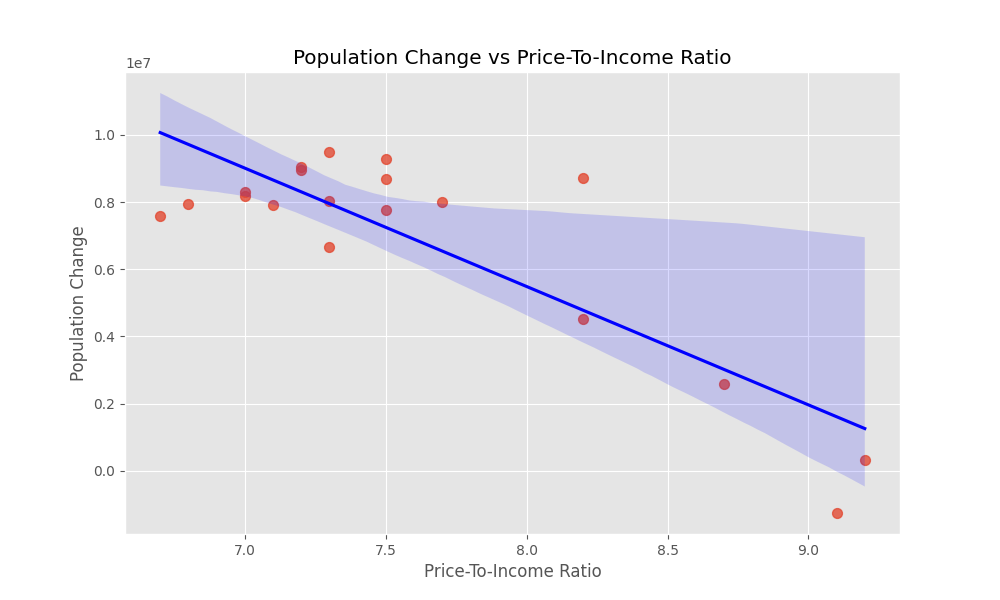 Population Change vs Price-To-Income Ratio
1e7
1.0
0.8
0.6
0.4
0.2
0.0
Population Change
7.0 7.5 8.0 8.5 9.0
Price-To-Income Ratio